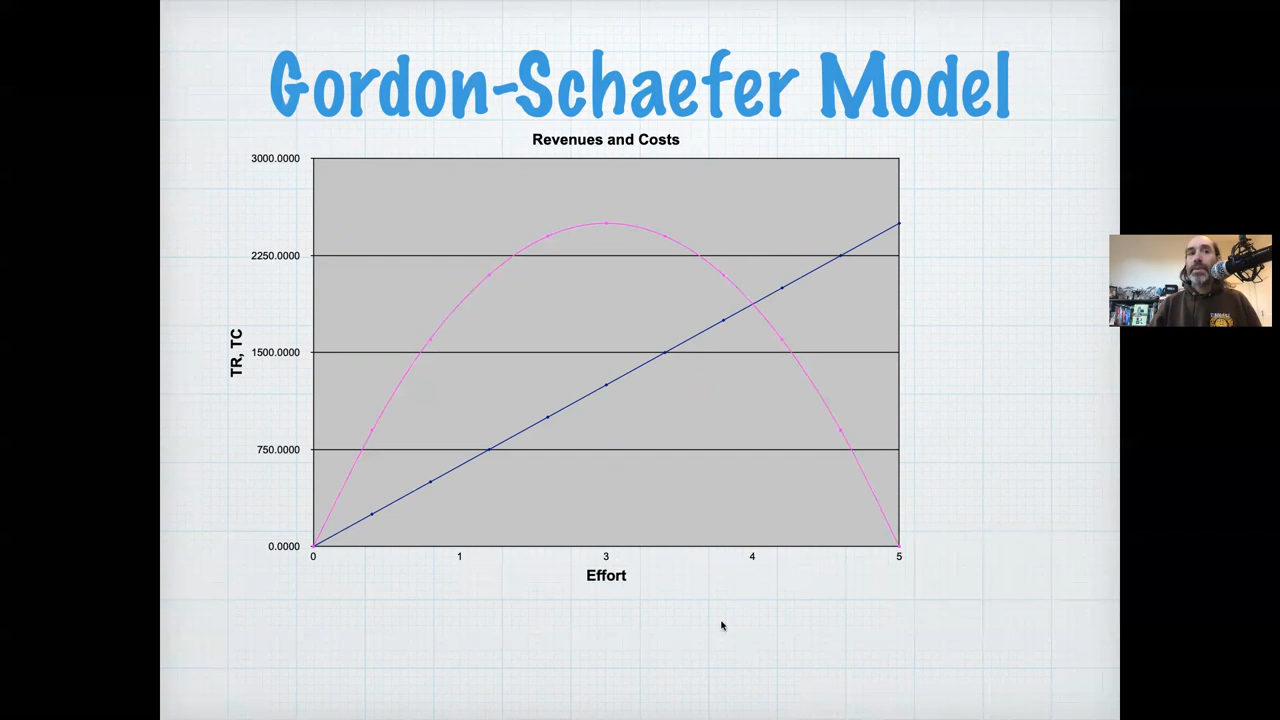 Gordon-Schaefer Model
Revenues and Costs
3000.0000
2250.0000
1500.0000
750.0000
0.0000
TR, TC
0 1 3 4 5
Effort